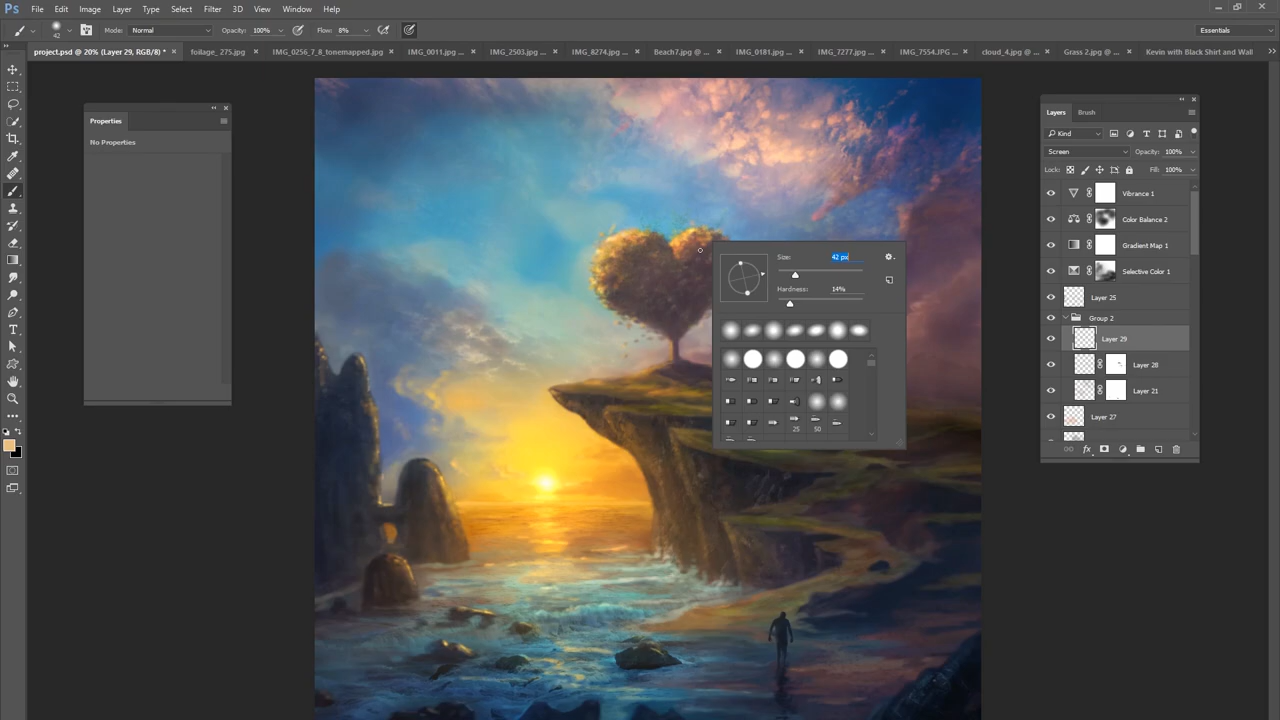 Ps File Edit Image Layer Type Select Filter 3D View Window Help
42 Mode: Normal Opacity: 100% Flow: 8% Essentials
project.psd @ 20% (Layer 29, RGB/8) * × foliage_275.jpg × IMG_0256_7_8_tonemapped.jpg × IMG_0011.jpg ... × IMG_2503.jpg ... × IMG_8274.jpg ... × Beach7.jpg @ ... × IMG_0181.jpg ... × IMG_7277.jpg ... × IMG_7554.JPG ... × cloud_4.jpg @ ... × Grass 2.jpg @ ... × Kevin with Black Shirt and Wall
Properties
No Properties
Size: 42 px
Hardness: 14%
25 50
Layers Brush
Kind
Screen Opacity: 100%
Lock: Fill: 100%
Vibrance 1
Color Balance 2
Gradient Map 1
Selective Color 1
Layer 25
Group 2
Layer 29
Layer 28
Layer 21
Layer 27
fx